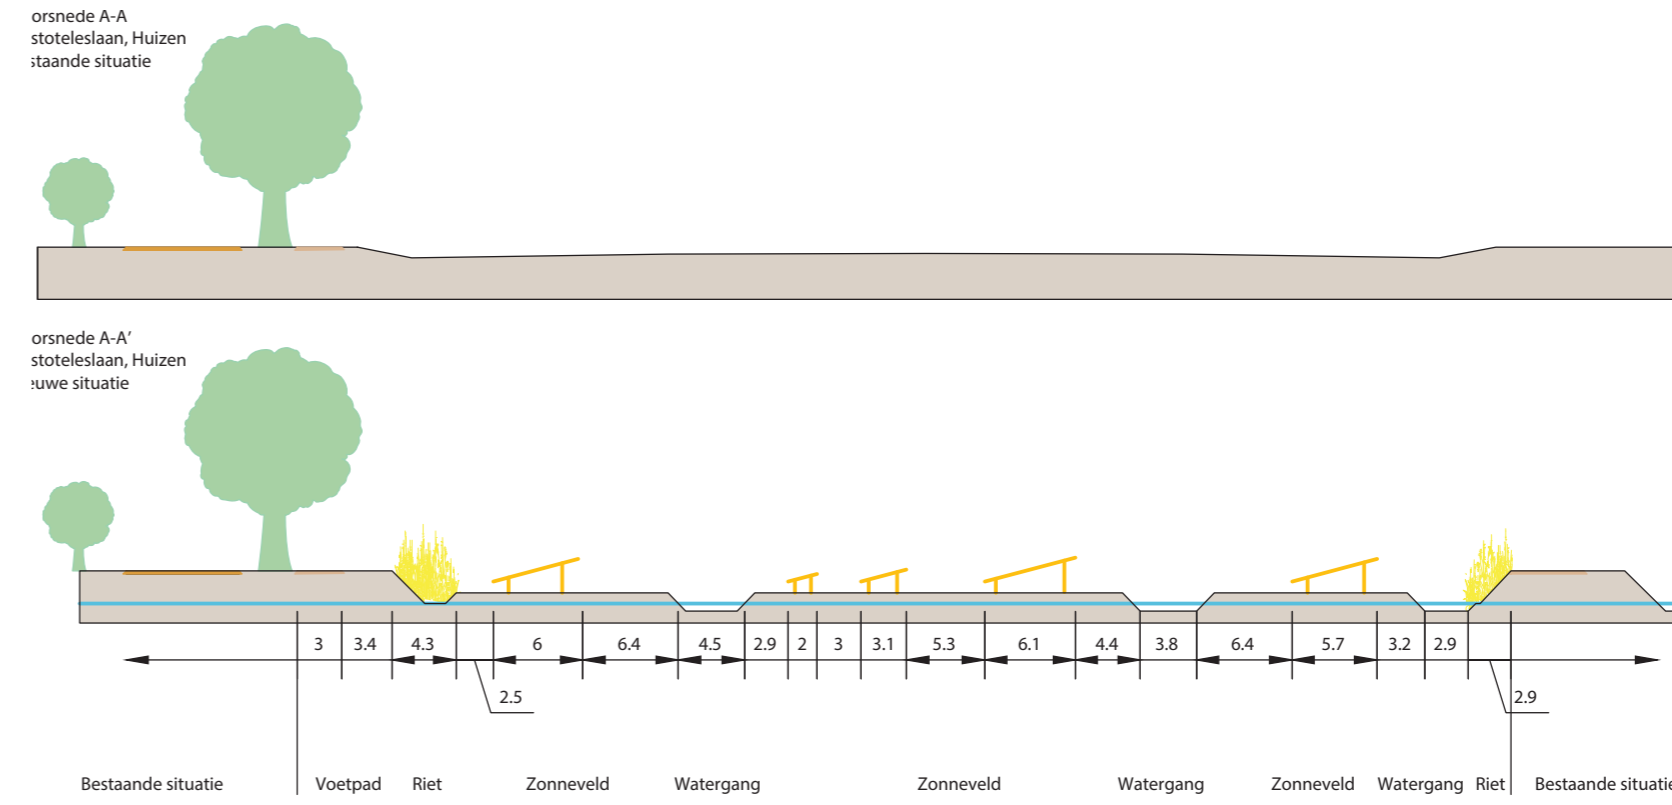 orsnede A-A
stoteleslaan, Huizen
staande situatie
orsnede A-A’
stoteleslaan, Huizen
euwe situatie
3 3.4 4.3 6 6.4 4.5 2.9 2 3 3.1 5.3 6.1 4.4 3.8 6.4 5.7 3.2 2.9
2.5 2.9
Bestaande situatie Voetpad Riet Zonneveld Watergang Zonneveld Watergang Zonneveld Watergang Riet Bestaande situatie